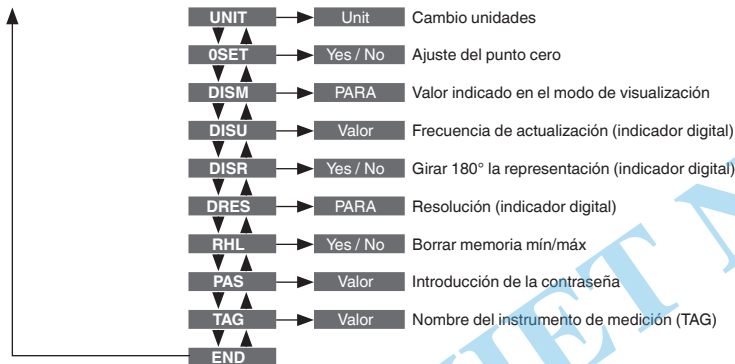 UNIT Unit Cambio unidades
0SET Yes / No Ajuste del punto cero
DISM PARA Valor indicado en el modo de visualización
DISU Valor Frecuencia de actualización (indicador digital)
DISR Yes / No Girar 180° la representación (indicador digital)
DRES PARA Resolución (indicador digital)
RHL Yes / No Borrar memoria mín/máx
PAS Valor Introducción de la contraseña
TAG Valor Nombre del instrumento de medición (TAG)
END
IET N